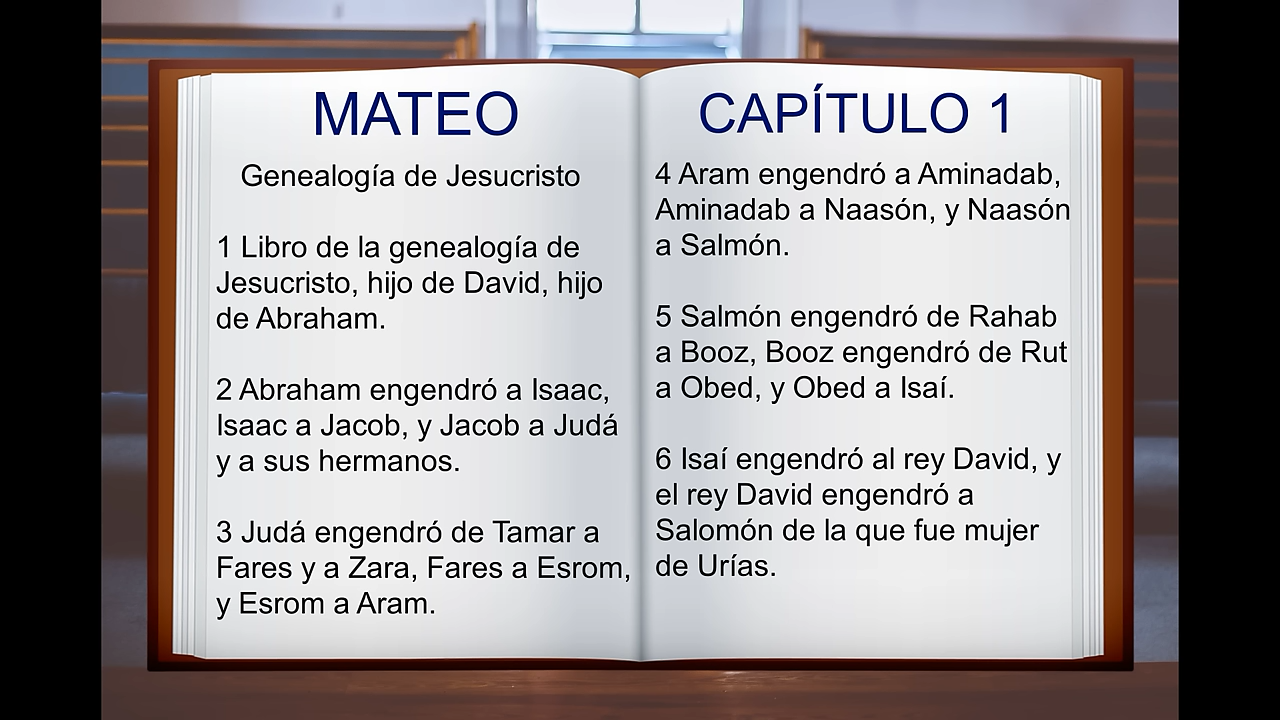 MATEO
Genealogía de Jesucristo
1 Libro de la genealogía de
Jesucristo, hijo de David, hijo
de Abraham.
2 Abraham engendró a Isaac,
Isaac a Jacob, y Jacob a Judá
y a sus hermanos.
3 Judá engendró de Tamar a
Fares y a Zara, Fares a Esrom,
y Esrom a Aram.
CAPÍTULO 1
4 Aram engendró a Aminadab,
Aminadab a Naasón, y Naasón
a Salmón.
5 Salmón engendró de Rahab
a Booz, Booz engendró de Rut
a Obed, y Obed a Isaí.
6 Isaí engendró al rey David, y
el rey David engendró a
Salomón de la que fue mujer
de Urías.